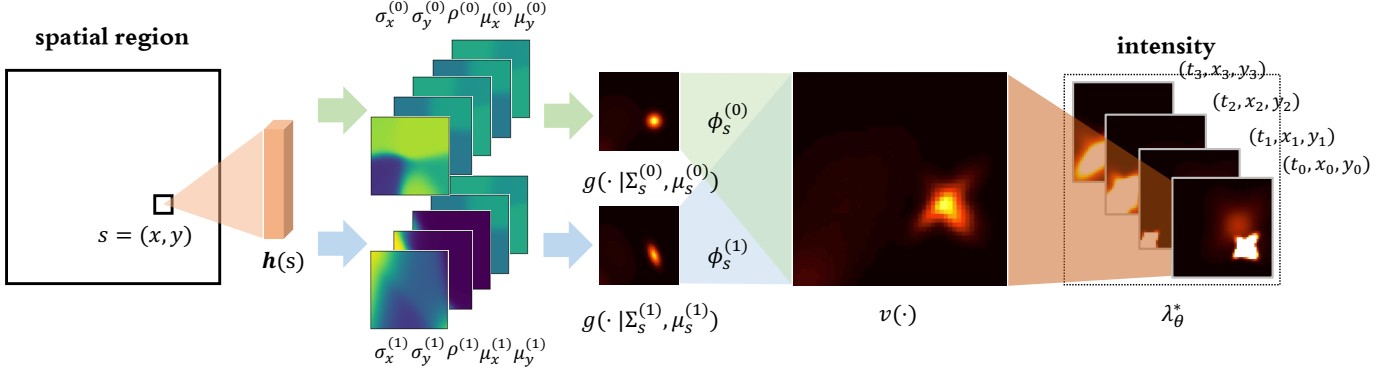 spatial region
s = (x, y)
h(s)
σ_x^(0) σ_y^(0) ρ^(0) μ_x^(0) μ_y^(0)
σ_x^(1) σ_y^(1) ρ^(1) μ_x^(1) μ_y^(1)
g(· |Σ_s^(0), μ_s^(0))
g(· |Σ_s^(1), μ_s^(1))
ϕ_s^(0)
ϕ_s^(1)
v(·)
intensity
(t_3, x_3, y_3)
(t_2, x_2, y_2)
(t_1, x_1, y_1)
(t_0, x_0, y_0)
λ_θ^*